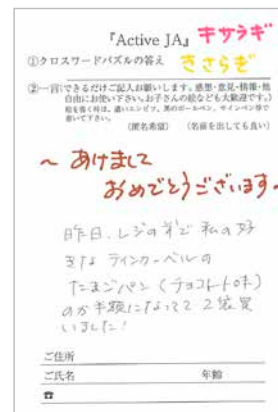 『Active JA』 キサラギ
①クロスワードパズルの答え きさらぎ
②一言(できるだけご記入お願いします。感想・意見・情報・他
自由にお使い下さい。お子さんの絵なども大歓迎です。)
絵を書く時は、濃いエンピツ、黒のボールペン、サインペン等で
書いて下さい。
(匿名希望) (名前を出しても良い)
~ あけまして
おめでとうございます~
昨日、レジの前で私の好
きな ラインカーベルの
たまごパン(チョコレート味)
のが半額になってて 2袋買
いました!
ご住所
ご氏名 年齢
☎